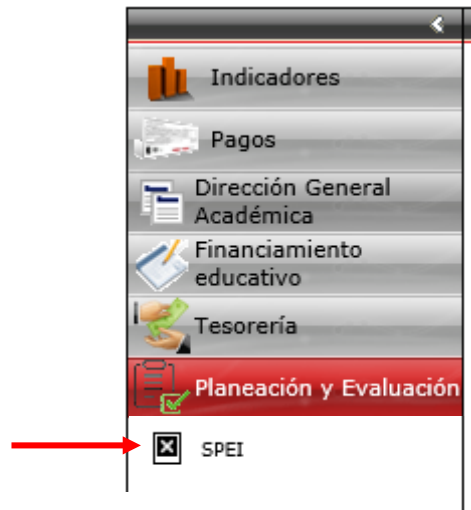 Indicadores
Pagos
Dirección General
Académica
Financiamiento
educativo
Tesorería
Planeación y Evaluación
SPEI